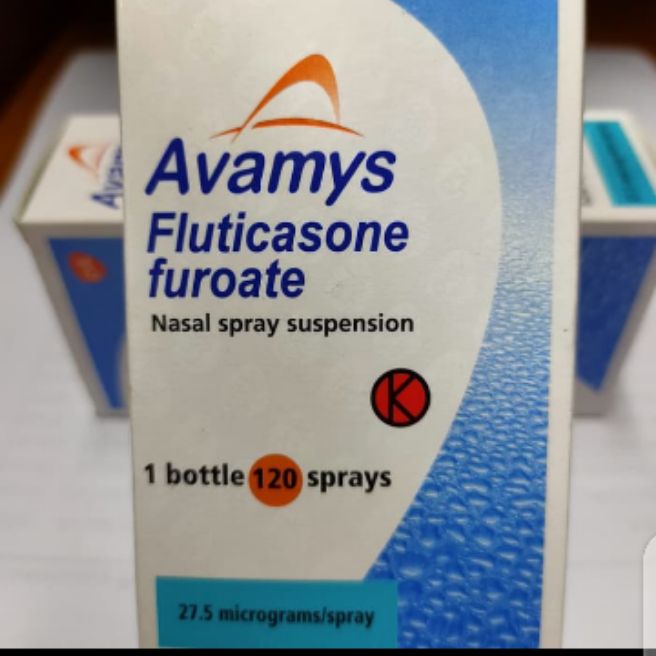 Avamys
Fluticasone
furoate
Nasal spray suspension
K
1 bottle 120 sprays
27.5 micrograms/spray